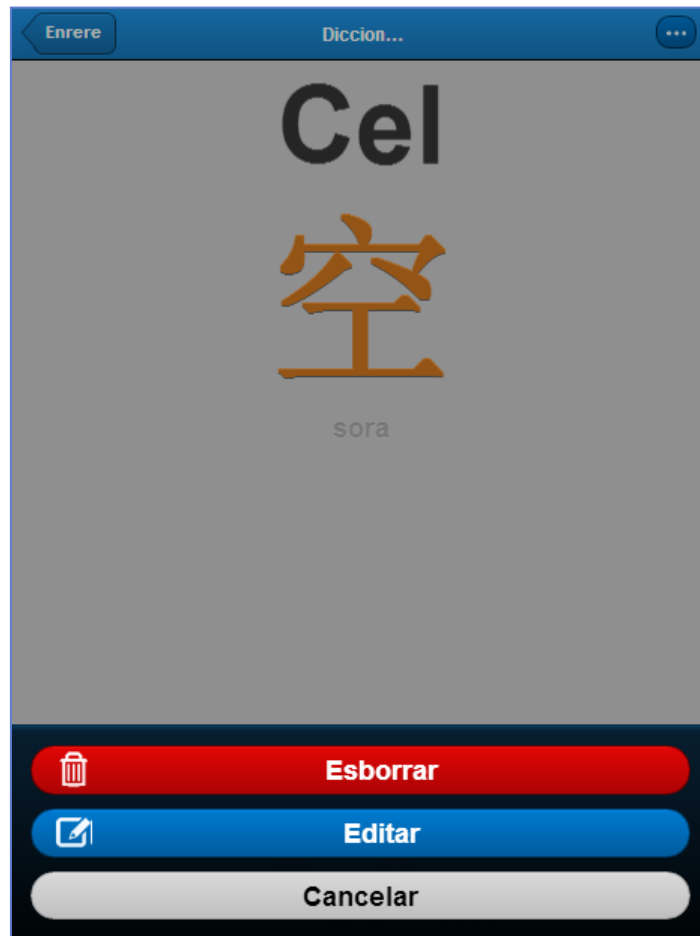 Enrere
Diccion...
Cel
空
sora
Esborrar
Editar
Cancelar